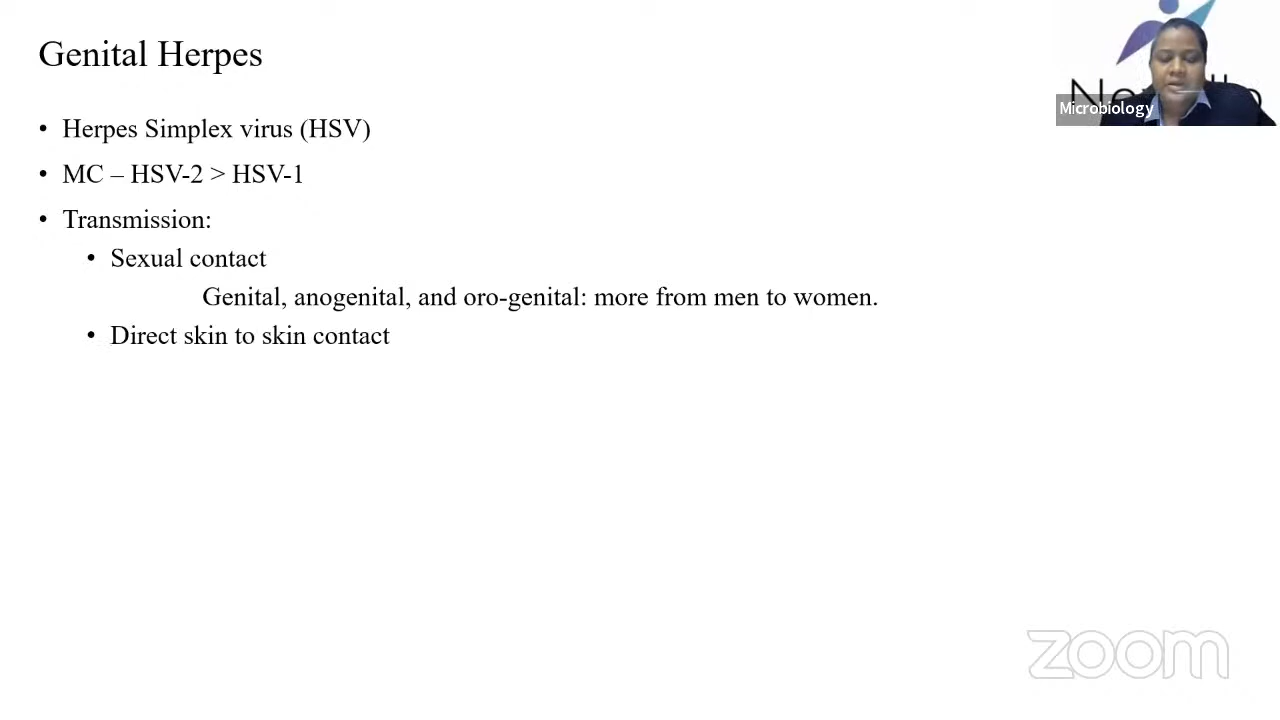 Genital Herpes
• Herpes Simplex virus (HSV)
• MC – HSV-2 > HSV-1
• Transmission:
• Sexual contact
Genital, anogenital, and oro-genital: more from men to women.
• Direct skin to skin contact
Microbiology
zoom